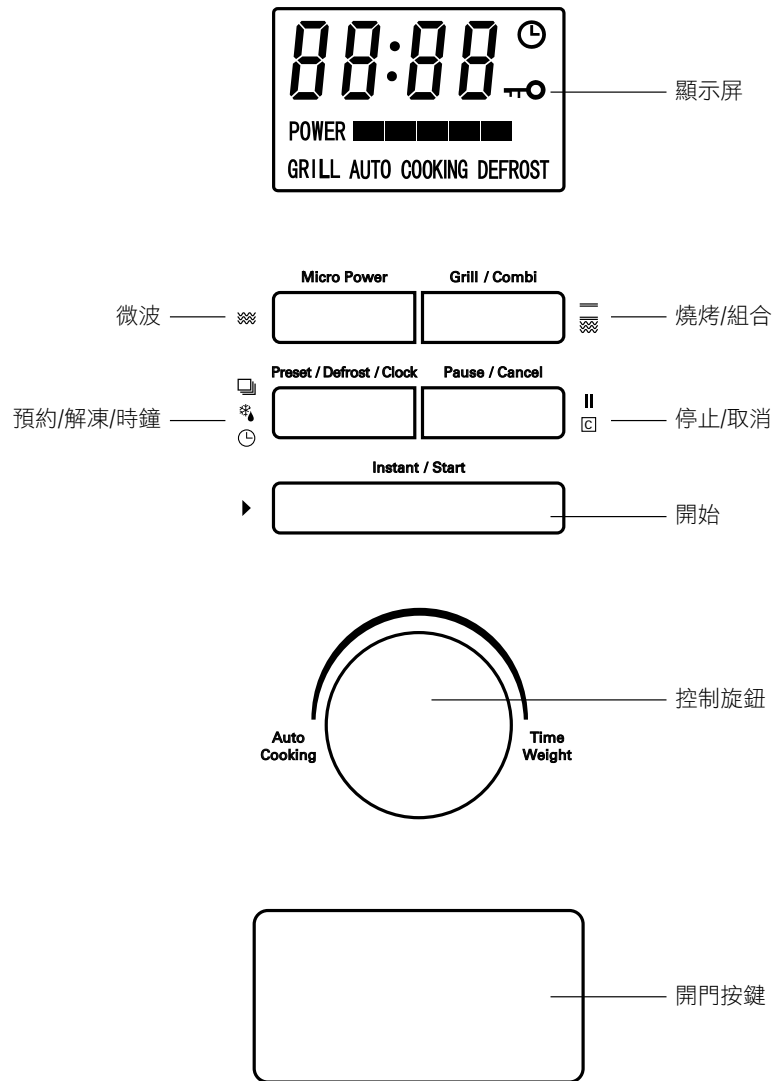 88:88
顯示屏
POWER
GRILL AUTO COOKING DEFROST
Micro Power
Grill / Combi
微波
燒烤/組合
Preset / Defrost / Clock
Pause / Cancel
預約/解凍/時鐘
C
停止/取消
Instant / Start
開始
控制旋鈕
Auto Cooking
Time Weight
開門按鍵